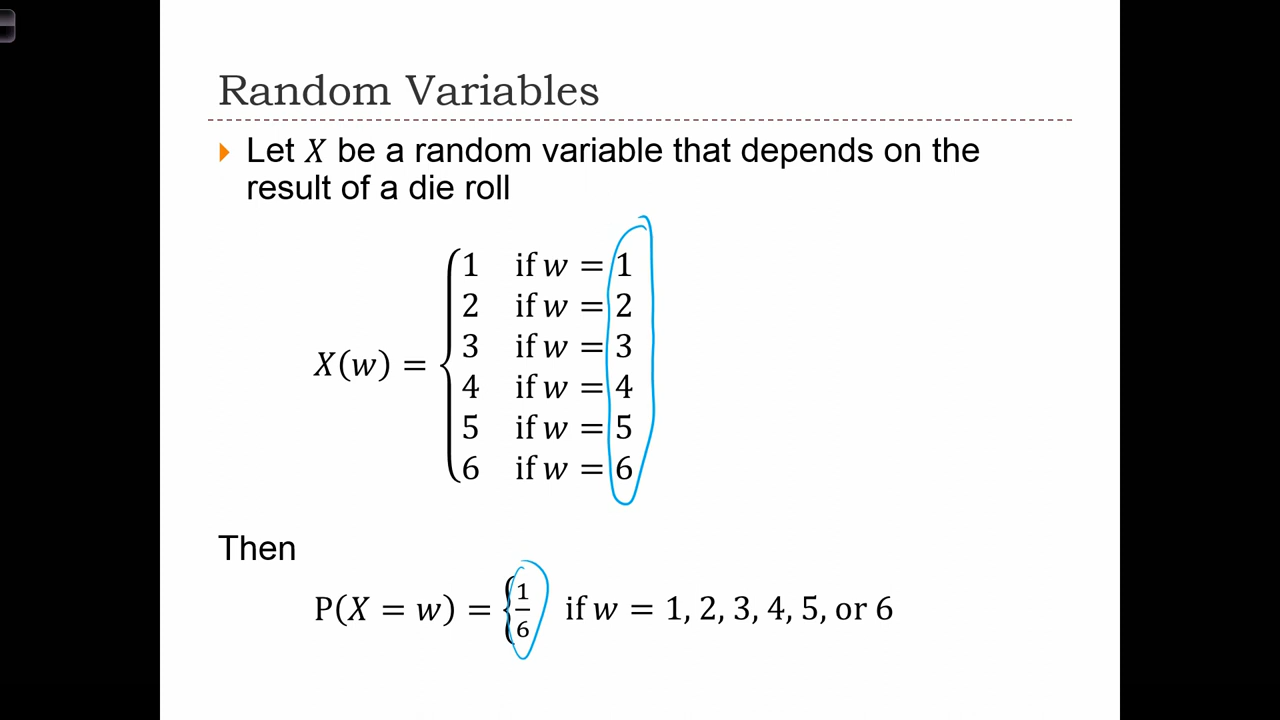 Random Variables
Let X be a random variable that depends on the
result of a die roll
1 if w = 1
2 if w = 2
3 if w = 3
X(w) = {
4 if w = 4
5 if w = 5
6 if w = 6
Then
P(X = w) = { 1/6 if w = 1, 2, 3, 4, 5, or 6